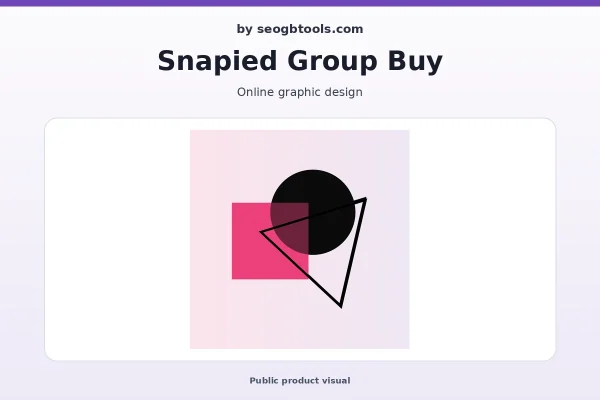 by seogbtools.com
Snapied Group Buy
Online graphic design
Public product visual